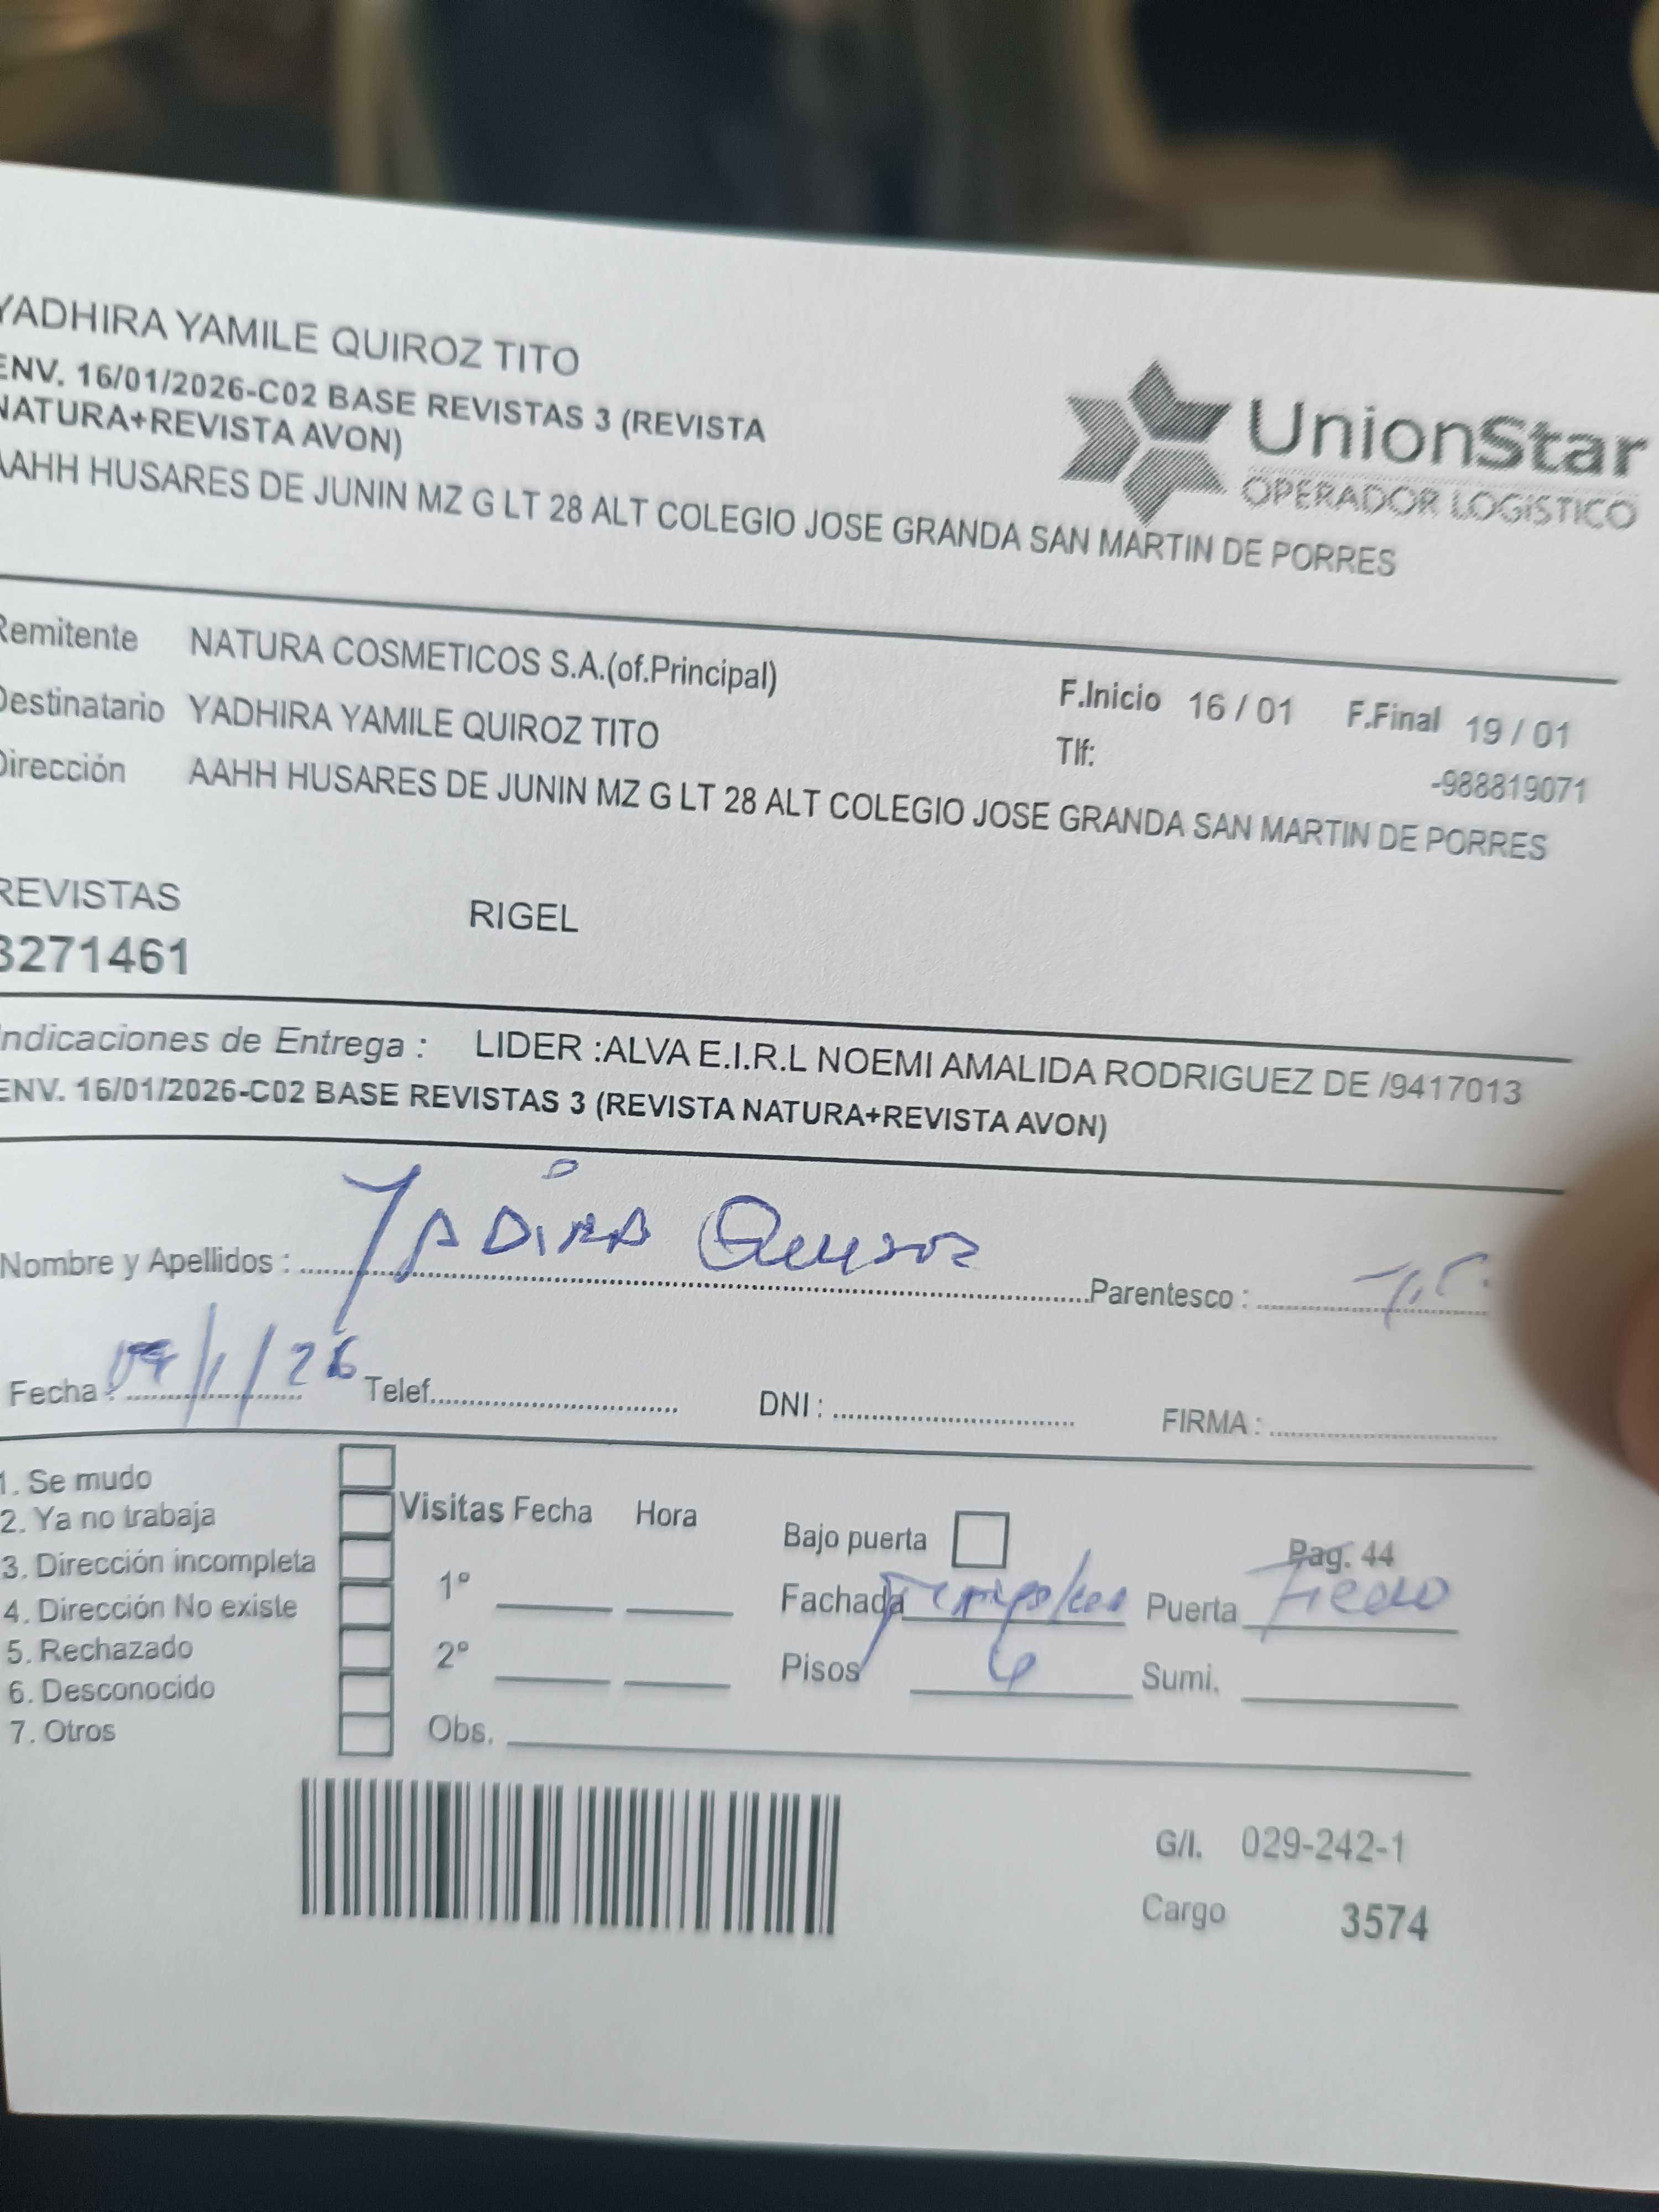 YADHIRA YAMILE QUIROZ TITO
ENV. 16/01/2026-C02 BASE REVISTAS 3 (REVISTA
NATURA+REVISTA AVON)
AAHH HUSARES DE JUNIN MZ G LT 28 ALT COLEGIO JOSE GRANDA SAN MARTIN DE PORRES
UnionStar
OPERADOR LOGISTICO
Remitente NATURA COSMETICOS S.A.(of.Principal)
F.Inicio 16 / 01 F.Final 19 / 01
Destinatario YADHIRA YAMILE QUIROZ TITO
Tlf: -988819071
Dirección AAHH HUSARES DE JUNIN MZ G LT 28 ALT COLEGIO JOSE GRANDA SAN MARTIN DE PORRES
REVISTAS RIGEL
3271461
Indicaciones de Entrega : LIDER :ALVA E.I.R.L NOEMI AMALIDA RODRIGUEZ DE /9417013
ENV. 16/01/2026-C02 BASE REVISTAS 3 (REVISTA NATURA+REVISTA AVON)
Nombre y Apellidos : YADIRA Quiroz Parentesco :
Fecha : /1/26 Telef. DNI : FIRMA :
1. Se mudo
2. Ya no trabaja
3. Dirección incompleta
4. Dirección No existe
5. Rechazado
6. Desconocido
7. Otros
Visitas Fecha Hora
1º
2º
Obs.
Bajo puerta Pag. 44
Fachada Puerta Fierro
Pisos Sumi.
G/I. 029-242-1
Cargo 3574